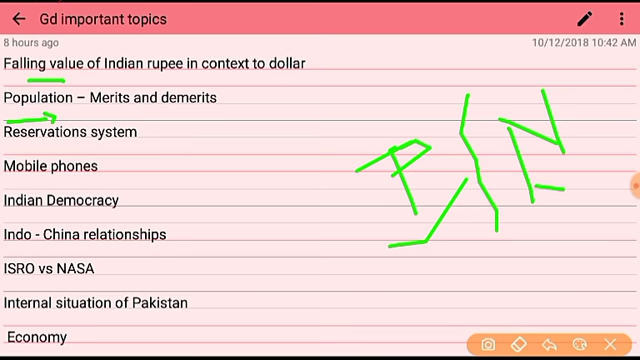 Gd important topics
8 hours ago
10/12/2018 10:42 AM
Falling value of Indian rupee in context to dollar
Population – Merits and demerits
Reservations system
Mobile phones
Indian Democracy
Indo - China relationships
ISRO vs NASA
Internal situation of Pakistan
Economy